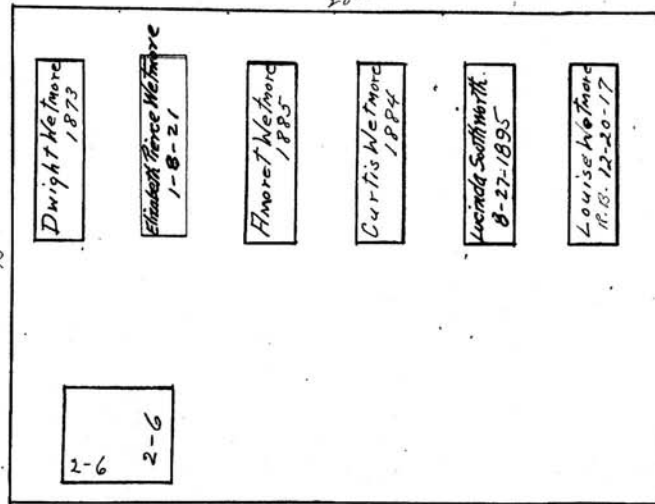 20
Dwight Wetmore
1873
Elizabeth Pierce Wetmore
1-8-21
Amoret Wetmore
1885
Curtis Wetmore
1884
Lucinda Southworth.
8-27-1895
Louise Wetmore
R.B. 12-20-17
2-6
2-6